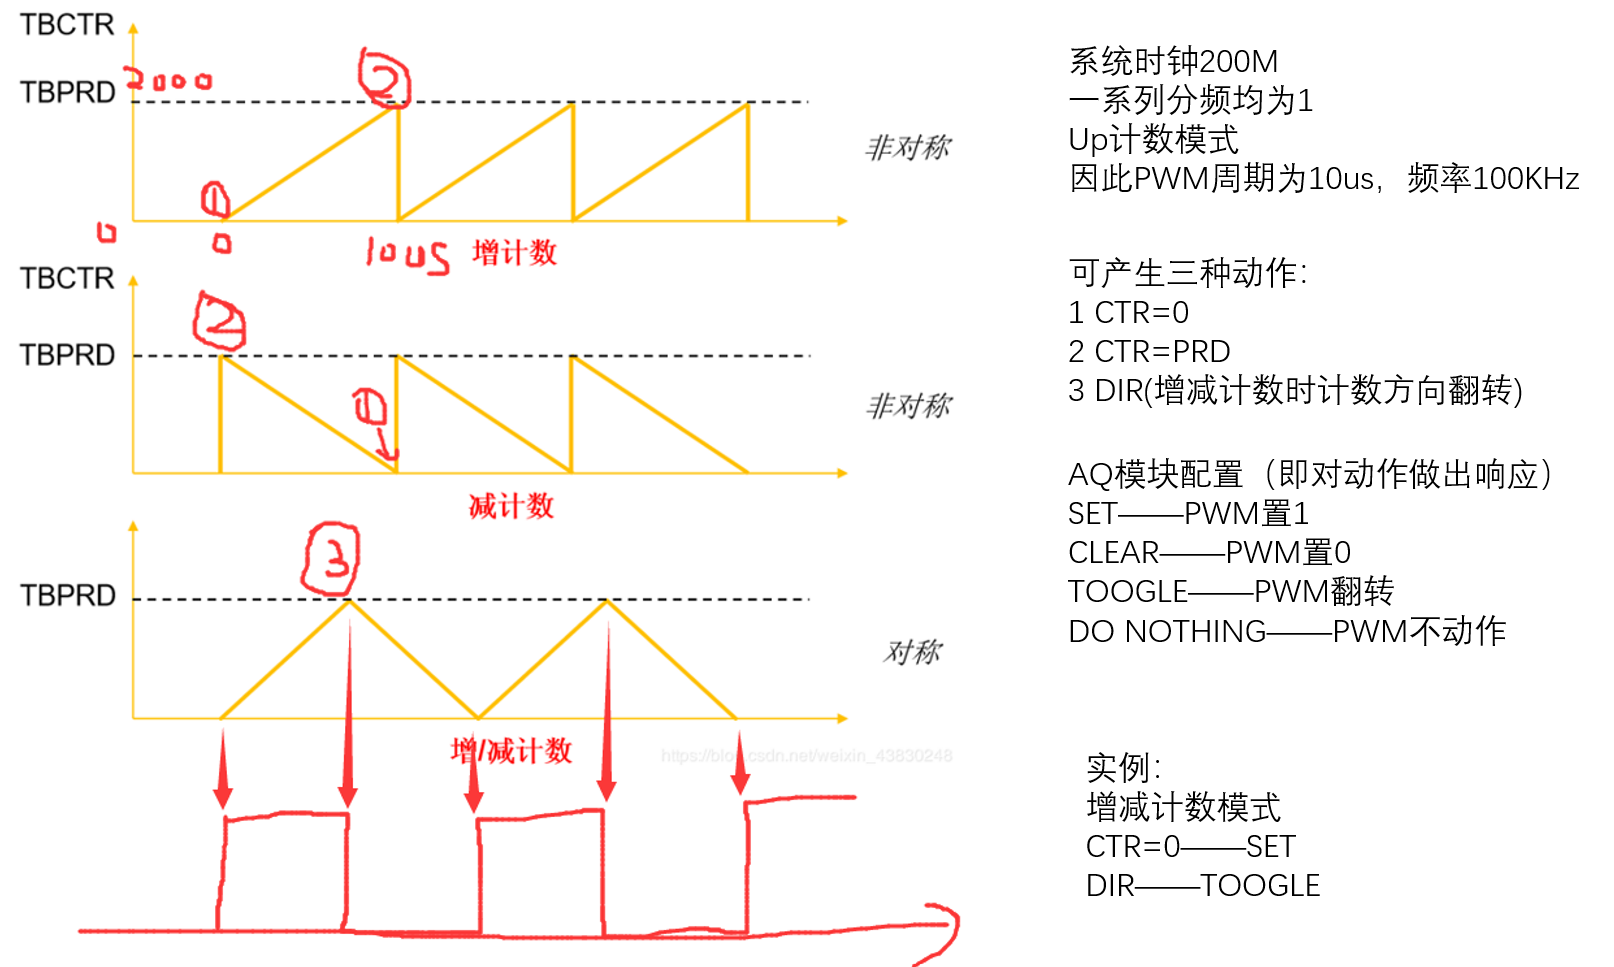 TBCTR
2000
TBPRD
②
①
0
0
10us
增计数
非对称
TBCTR
②
TBPRD
①
减计数
非对称
③
TBPRD
对称
增/减计数
https://blog.csdn.net/weixin_43830248
系统时钟200M
一系列分频均为1
Up计数模式
因此PWM周期为10us，频率100KHz
可产生三种动作：
1 CTR=0
2 CTR=PRD
3 DIR(增减计数时计数方向翻转)
AQ模块配置（即对动作做出响应）
SET——PWM置1
CLEAR——PWM置0
TOOGLE——PWM翻转
DO NOTHING——PWM不动作
实例：
增减计数模式
CTR=0——SET
DIR——TOOGLE